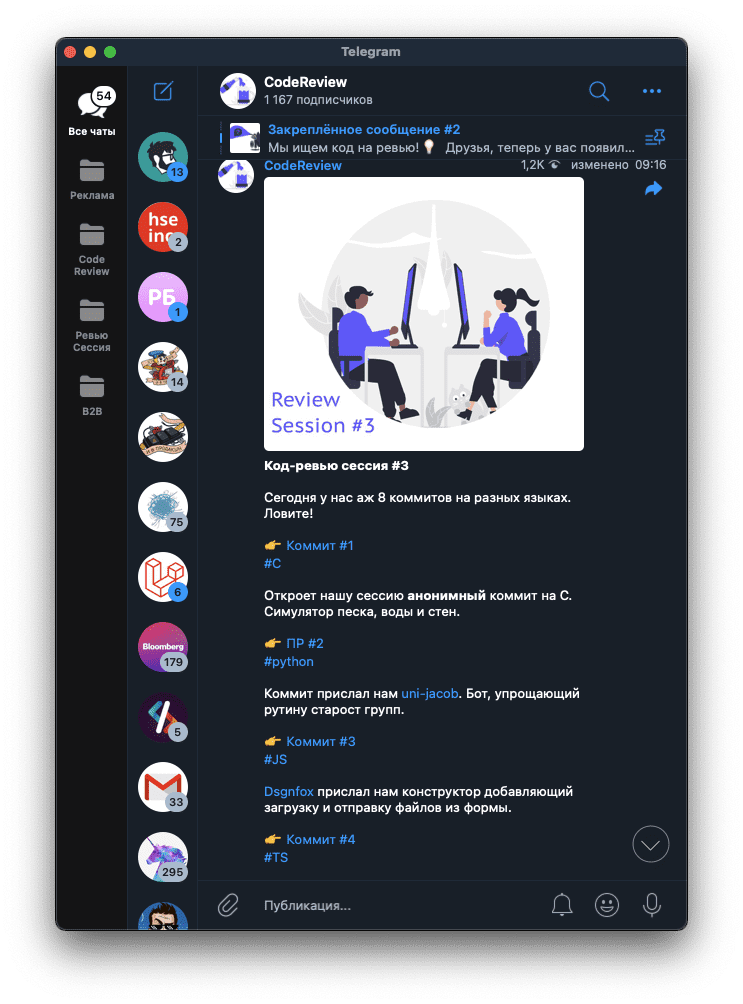 Telegram
54
Все чаты
Реклама
Code
Review
Ревью
Сессия
B2B
13
hse
inc
2
РБ
1
14
75
6
Bloomberg
179
5
33
295
CodeReview
1 167 подписчиков
Закреплённое сообщение #2
Мы ищем код на ревью! Друзья, теперь у вас появил...
CodeReview
1,2K изменено 09:16
Review
Session #3
Код-ревью сессия #3
Сегодня у нас аж 8 коммитов на разных языках.
Ловите!
👉 Коммит #1
#C
Откроет нашу сессию анонимный коммит на C.
Симулятор песка, воды и стен.
👉 ПР #2
#python
Коммит прислал нам uni-jacob. Бот, упрощающий
рутину старост групп.
👉 Коммит #3
#JS
Dsgnfox прислал нам конструктор добавляющий
загрузку и отправку файлов из формы.
👉 Коммит #4
#TS
Публикация...